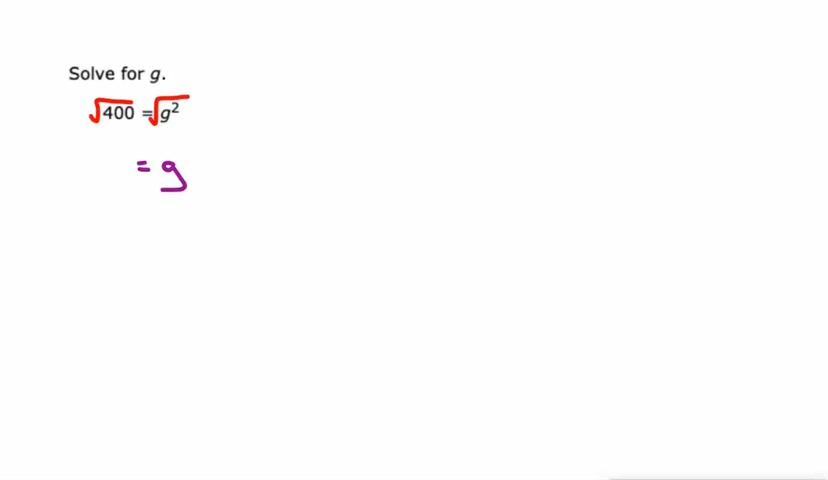 Solve for g.
√400 = √g²
= g